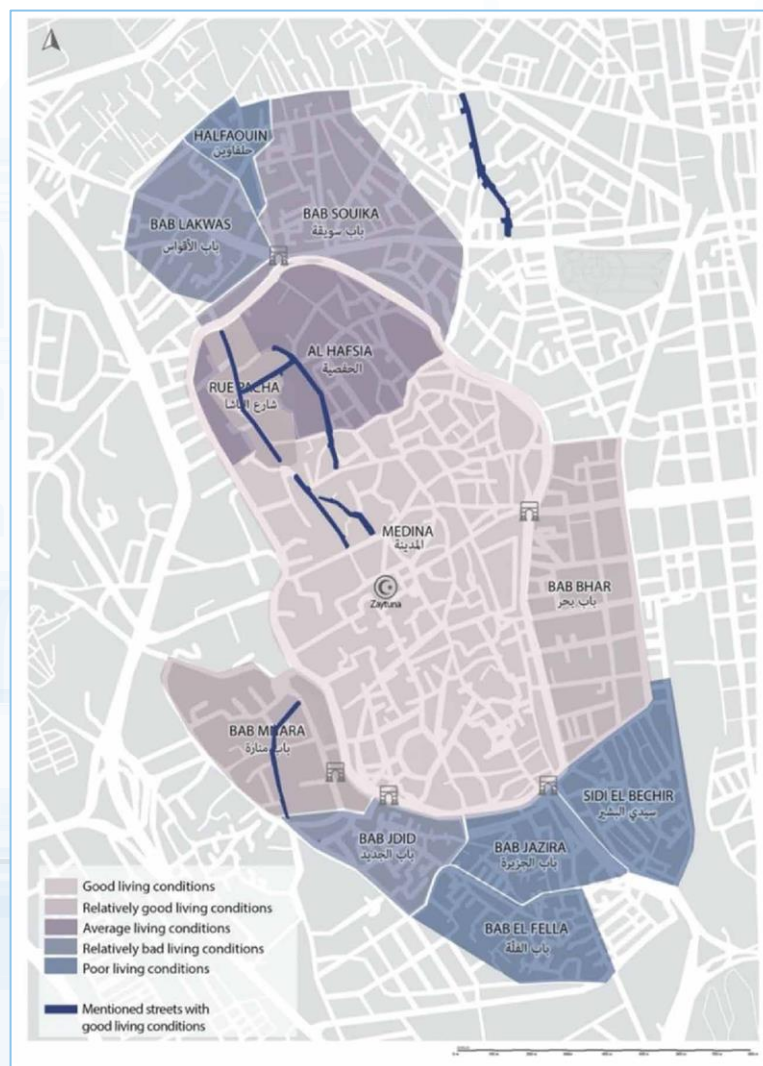 HALFAOUIN
حلفاوين
BAB LAKWAS
باب الأقواس
BAB SOUIKA
باب سويقة
AL HAFSIA
الحفصية
RUE PACHA
شارع الباشا
MEDINA
المدينة
Zaytuna
BAB BHAR
باب بحر
BAB MNARA
باب منارة
SIDI EL BECHIR
سيدي البشير
BAB JDID
باب الجديد
BAB JAZIRA
باب الجزيرة
BAB EL FELLA
باب الفلّة
Good living conditions
Relatively good living conditions
Average living conditions
Relatively bad living conditions
Poor living conditions
Mentioned streets with
good living conditions